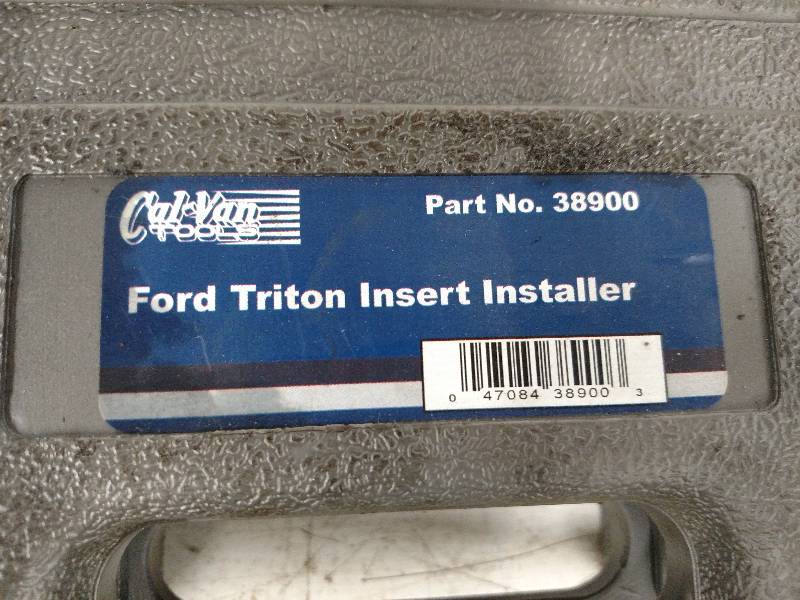 Cal-Van
TOOLS
Part No. 38900
Ford Triton Insert Installer
0 47084 38900 3